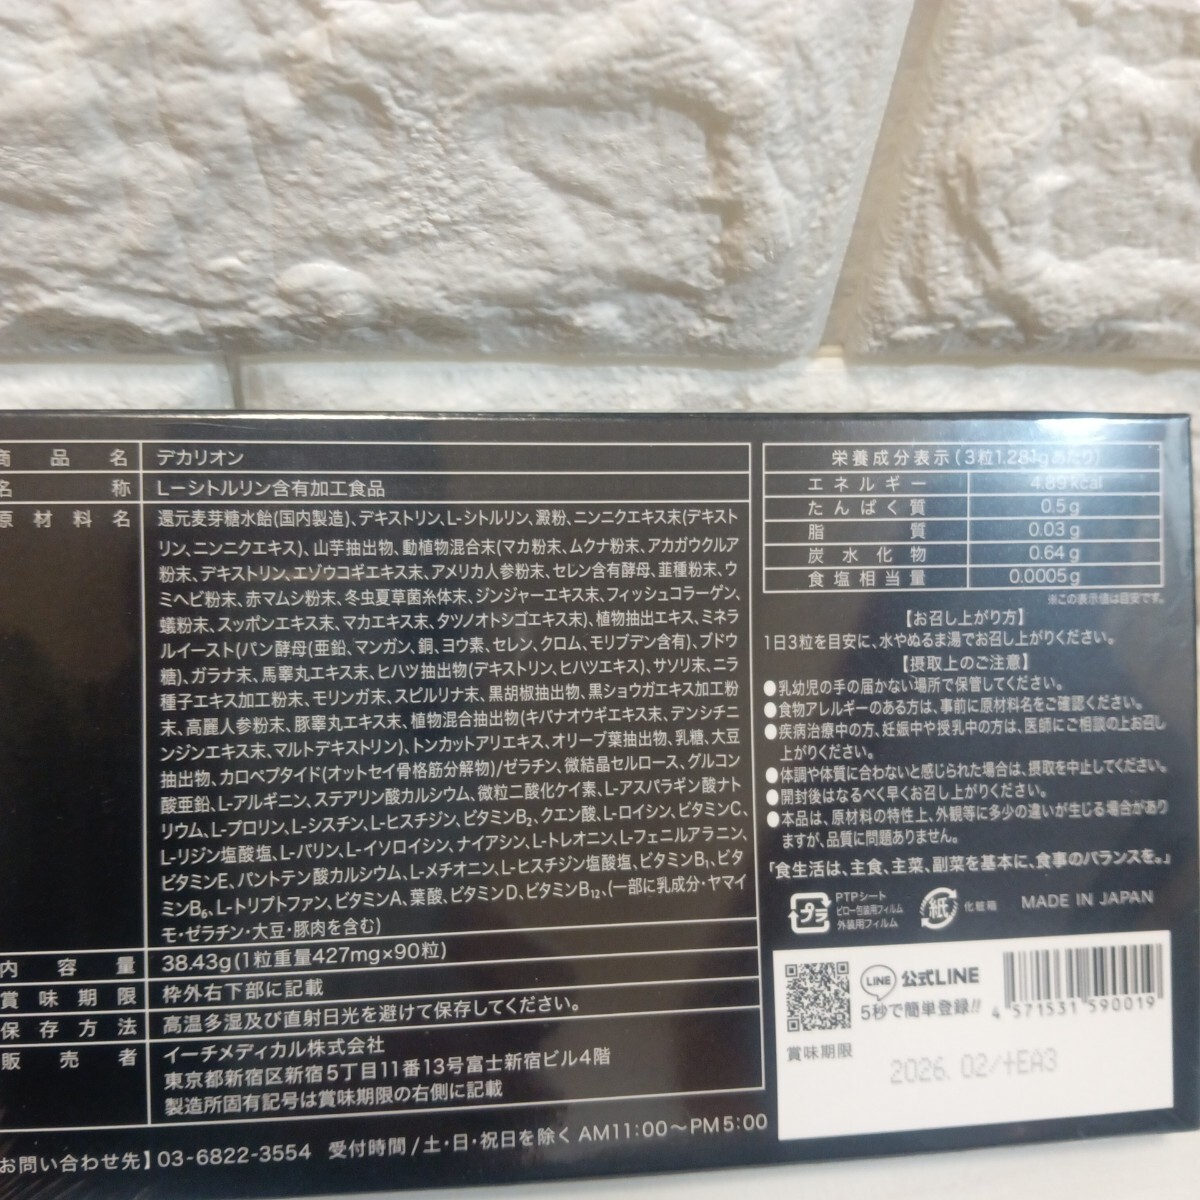 商品名 デカリオン
名称 L-シトルリン含有加工食品
原材料名 還元麦芽糖水飴(国内製造)、デキストリン、L-シトルリン、澱粉、ニンニクエキス末(デキスト
リン、ニンニクエキス)、山芋抽出物、動植物混合末(マカ粉末、ムクナ粉末、アカガウクルア
粉末、デキストリン、エゾウコギエキス末、アメリカ人参粉末、セレン含有酵母、韮種粉末、ウ
ミヘビ粉末、赤マムシ粉末、冬虫夏草菌糸体末、ジンジャーエキス末、フィッシュコラーゲン、
蟻粉末、スッポンエキス末、マカエキス末、タツノオトシゴエキス末)、植物抽出エキス、ミネラ
ルイースト(パン酵母(亜鉛、マンガン、銅、ヨウ素、セレン、クロム、モリブデン含有)、ブドウ
糖)、ガラナ末、馬睾丸エキス末、ヒハツ抽出物(デキストリン、ヒハツエキス)、サソリ末、ニラ
種子エキス加工粉末、モリンガ末、スピルリナ末、黒胡椒抽出物、黒ショウガエキス加工粉
末、高麗人参粉末、豚睾丸エキス末、植物混合抽出物(キバナオウギエキス末、デンシチニ
ンジンエキス末、マルトデキストリン)、トンカットアリエキス、オリーブ葉抽出物、乳糖、大豆
抽出物、カロペプタイド(オットセイ骨格筋分解物)/ゼラチン、微結晶セルロース、グルコン
酸亜鉛、L-アルギニン、ステアリン酸カルシウム、微粒二酸化ケイ素、L-アスパラギン酸ナト
リウム、L-プロリン、L-シスチン、L-ヒスチジン、ビタミンB2、クエン酸、L-ロイシン、ビタミンC、
L-リジン塩酸塩、L-バリン、L-イソロイシン、ナイアシン、L-トレオニン、L-フェニルアラニン、
ビタミンE、パントテン酸カルシウム、L-メチオニン、L-ヒスチジン塩酸塩、ビタミンB1、ビタ
ミンB6、L-トリプトファン、ビタミンA、葉酸、ビタミンD、ビタミンB12、(一部に乳成分・ヤマイ
モ・ゼラチン・大豆・豚肉を含む)
内容量 38.43g(1粒重量427mg×90粒)
賞味期限 枠外右下部に記載
保存方法 高温多湿及び直射日光を避けて保存してください。
販売者 イーチメディカル株式会社
東京都新宿区新宿5丁目11番13号富士新宿ビル4階
製造所固有記号は賞味期限の右側に記載
お問い合わせ先】03-6822-3554 受付時間/土・日・祝日を除く AM11:00〜PM5:00
栄養成分表示(3粒1.281gあたり)
エネルギー 4.89kcal
たんぱく質 0.5g
脂質 0.03g
炭水化物 0.64g
食塩相当量 0.0005g
※この表示値は目安です。
【お召し上がり方】
1日3粒を目安に、水やぬるま湯でお召し上がりください。
【摂取上のご注意】
●乳幼児の手の届かない場所で保管してください。
●食物アレルギーのある方は、事前に原材料名をご確認ください。
●疾病治療中の方、妊娠中や授乳中の方は、医師にご相談の上お召し
上がりください。
●体調や体質に合わないと感じられた場合は、摂取を中止してください。
●開封後はなるべく早くお召し上がりください。
●本品は、原材料の特性上、外観等に多少の違いが生じる場合があり
ますが、品質に問題ありません。
「食生活は、主食、主菜、副菜を基本に、食事のバランスを。」
プラ PTPシート
ピロー包装用フィルム
外装用フィルム
紙 化粧箱
MADE IN JAPAN
LINE 公式LINE
5秒で簡単登録!!
4 571531 590019
賞味期限
2026.02/+EA3